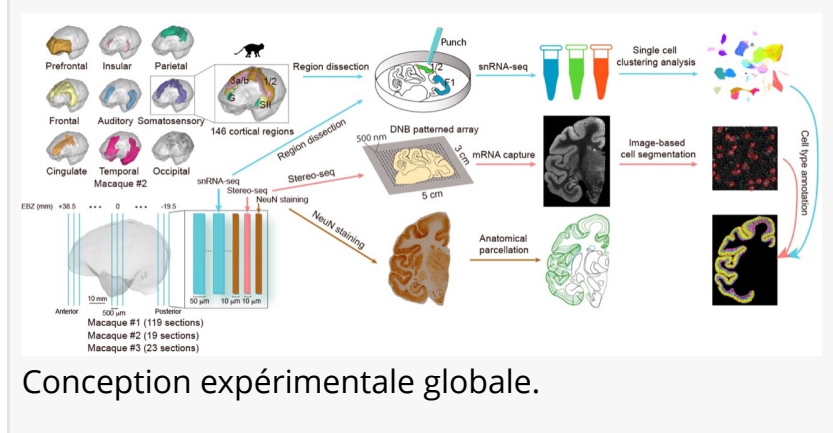 Prefrontal
Insular
Parietal
Frontal
Auditory
Somatosensory
Cingulate
Temporal
Occipital
Macaque #2
3a/b
1/2
SII
146 cortical regions
Region dissection
Punch
1/2
snRNA-seq
Single cell
clustering analysis
Region dissection
DNB patterned array
500 nm
3 cm
5 cm
mRNA capture
Image-based
cell segmentation
Cell type annotation
snRNA-seq
Stereo-seq
NeuN staining
Stereo-seq
NeuN staining
Anatomical
parcellation
EBZ (mm) +38.5 ••• 0 ••• -19.5
10 mm
500 μm
Anterior
Posterior
50 μm
10 μm
10 μm
Macaque #1 (119 sections)
Macaque #2 (19 sections)
Macaque #3 (23 sections)
Conception expérimentale globale.